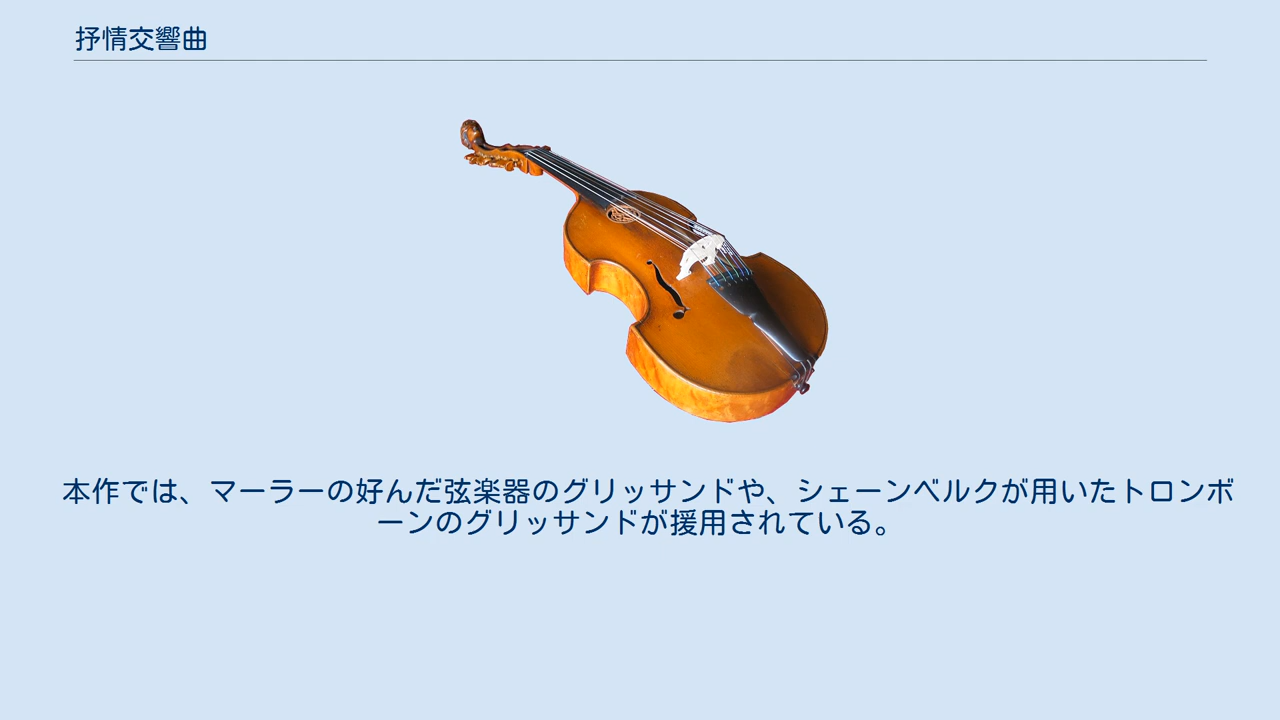 抒情交響曲
本作では、マーラーの好んだ弦楽器のグリッサンドや、シェーンベルクが用いたトロンボ
ーンのグリッサンドが援用されている。